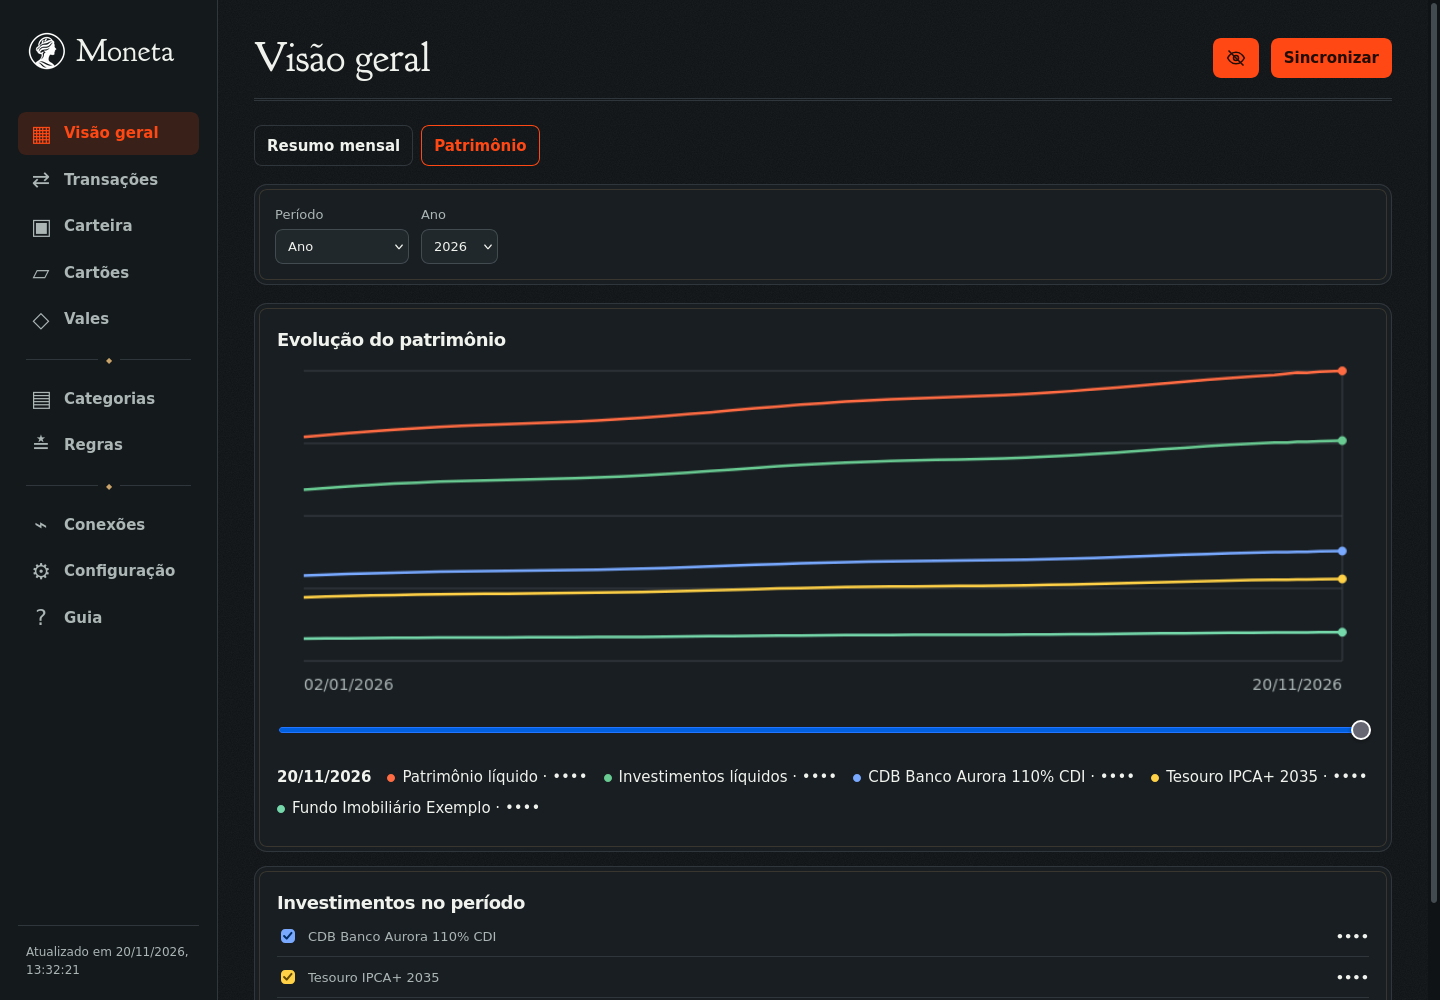 Moneta
Visão geral
Transações
Carteira
Cartões
Vales
Categorias
Regras
Conexões
Configuração
? Guia
Atualizado em 20/11/2026,
13:32:21
Visão geral
Sincronizar
Resumo mensal Patrimônio
Período Ano
Ano 2026
Evolução do patrimônio
02/01/2026 20/11/2026
20/11/2026 Patrimônio líquido · •••• Investimentos líquidos · •••• CDB Banco Aurora 110% CDI · •••• Tesouro IPCA+ 2035 · ••••
Fundo Imobiliário Exemplo · ••••
Investimentos no período
CDB Banco Aurora 110% CDI ••••
Tesouro IPCA+ 2035 ••••